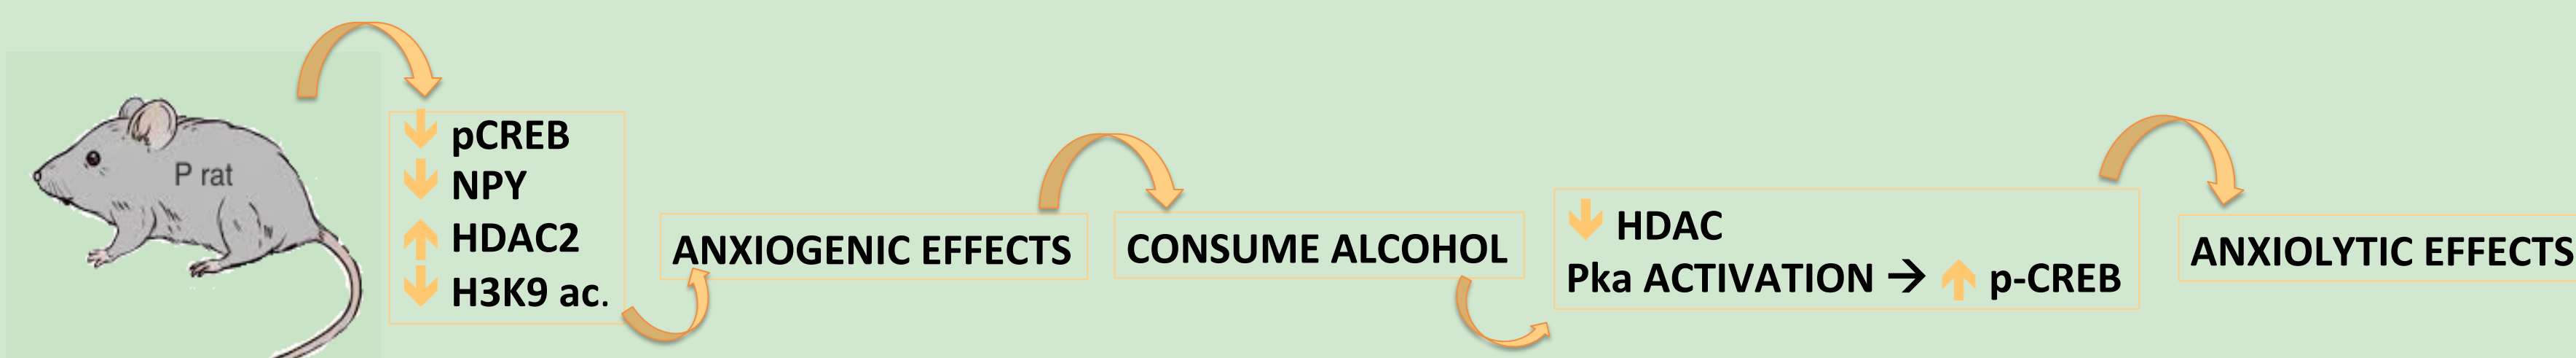 P rat
↓ pCREB
↓ NPY
↑ HDAC2
↓ H3K9 ac.
ANXIOGENIC EFFECTS
CONSUME ALCOHOL
↓ HDAC
Pka ACTIVATION → ↑ p-CREB
ANXIOLYTIC EFFECTS